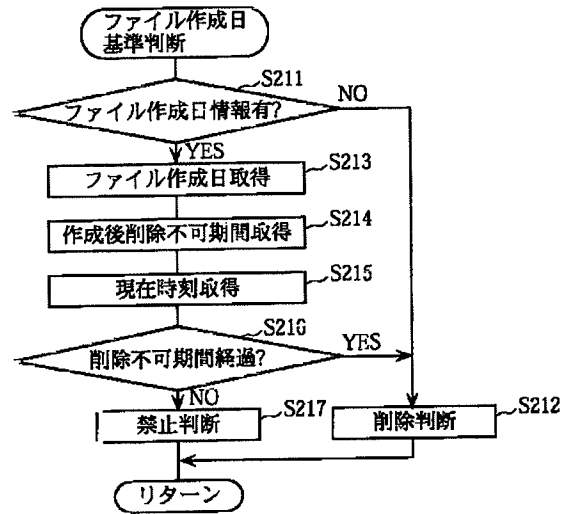 ファイル作成日
基準判断
S211
ファイル作成日情報有?
NO
YES
ファイル作成日取得
S213
作成後削除不可期間取得
S214
現在時刻取得
S215
S216
削除不可期間経過?
YES
NO
禁止判断
S217
削除判断
S212
リターン